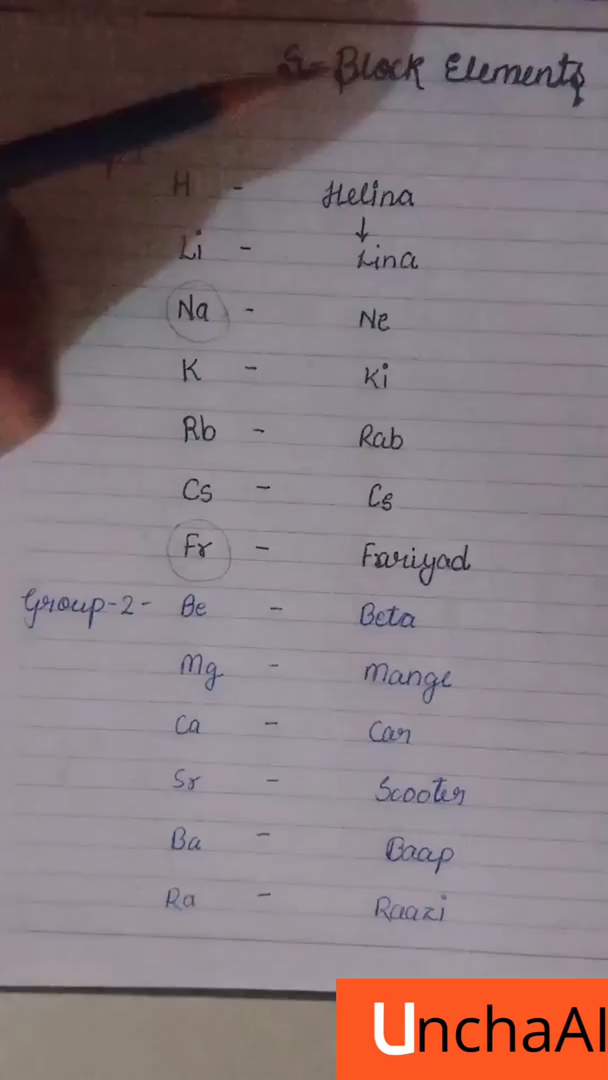 S-Block Elements
H - Helina
↓
Li - Lina
Na - Ne
K - Ki
Rb - Rab
Cs - Cs
Fr - Fariyad
Group-2- Be - Beta
Mg - Mange
Ca - Car
Sr - Scooter
Ba - Baap
Ra - Raazi
UnchaAI